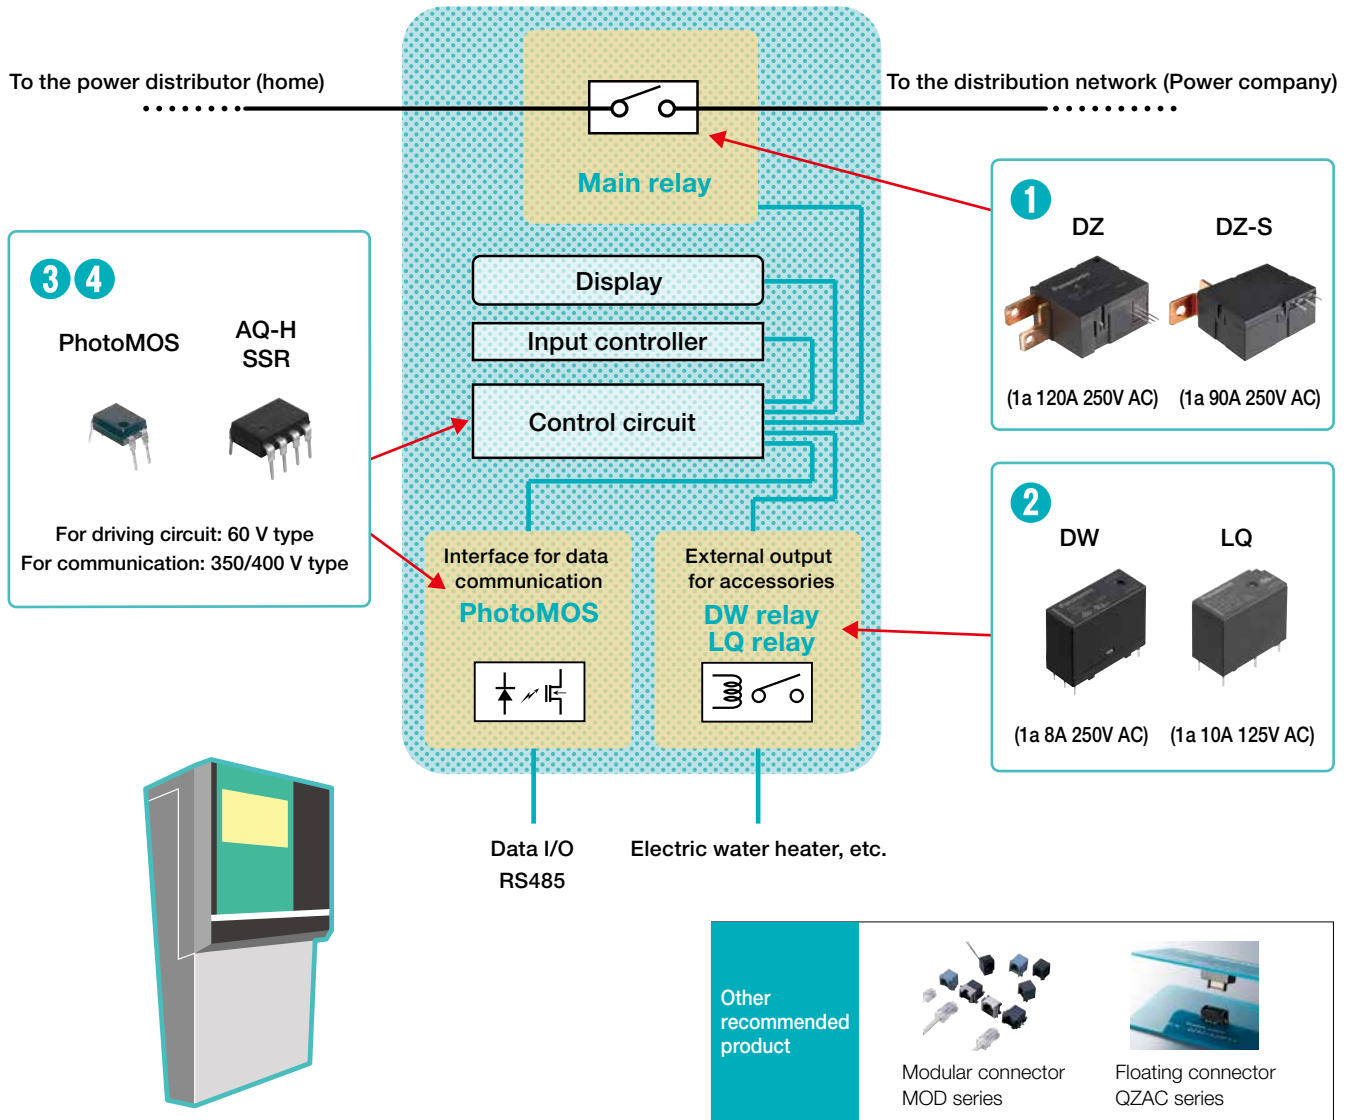 To the power distributor (home)
To the distribution network (Power company)
Main relay
1
DZ
DZ-S
(1a 120A 250V AC)
(1a 90A 250V AC)
3 4
PhotoMOS
AQ-H
SSR
For driving circuit: 60 V type
For communication: 350/400 V type
Display
Input controller
Control circuit
2
DW
LQ
(1a 8A 250V AC)
(1a 10A 125V AC)
Interface for data
communication
PhotoMOS
External output
for accessories
DW relay
LQ relay
Data I/O
RS485
Electric water heater, etc.
Other
recommended
product
Modular connector
MOD series
Floating connector
QZAC series